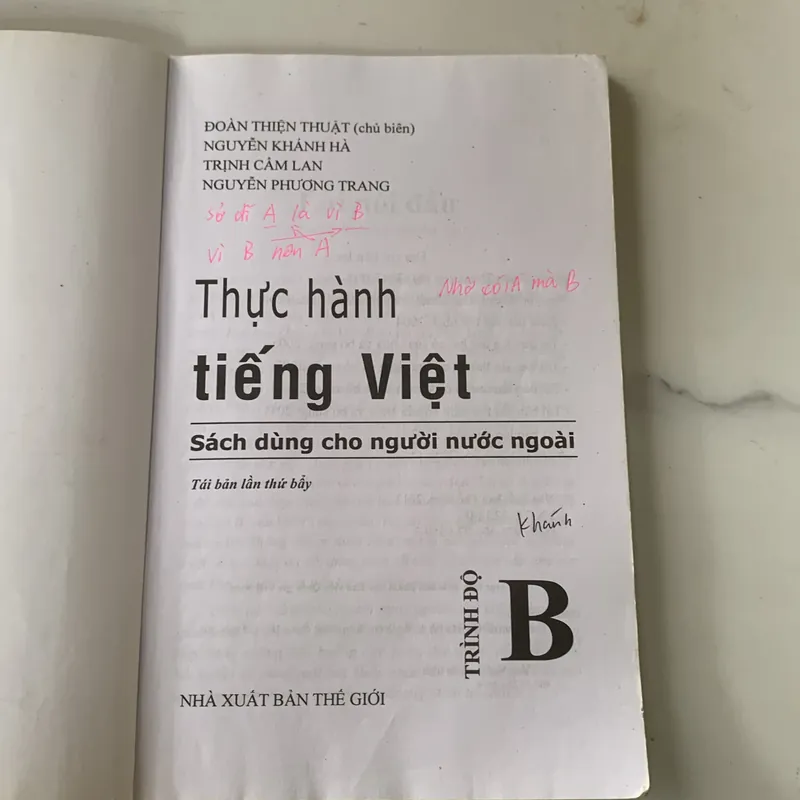 ĐOÀN THIỆN THUẬT (chủ biên)
NGUYỄN KHÁNH HÀ
TRỊNH CẨM LAN
NGUYỄN PHƯƠNG TRANG
Sở dĩ A là vì B
vì B nên A
Nhờ có A mà B
Thực hành
tiếng Việt
Sách dùng cho người nước ngoài
Tái bản lần thứ bẩy
Khánh
TRÌNH ĐỘ
B
NHÀ XUẤT BẢN THẾ GIỚI